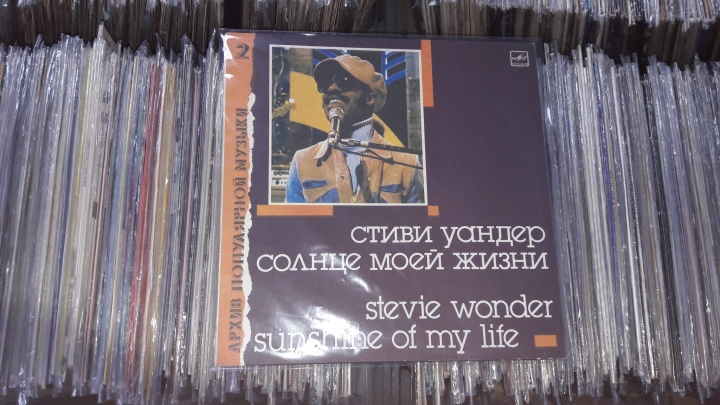 2
АРХИВ ПОПУЛЯРНОЙ МУЗЫКИ
стиви уандер
солнце моей жизни
stevie wonder
sunshine of my life